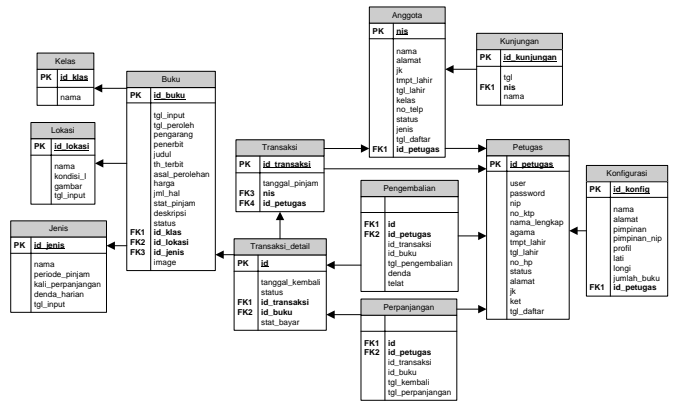 Anggota
PK nis
nama
alamat
jk
tmpt_lahir
tgl_lahir
kelas
no_telp
status
jenis
tgl_daftar
FK1 id_petugas
Kunjungan
PK id_kunjungan
tgl
FK1 nis
nama
Kelas
PK id_klas
nama
Buku
PK id_buku
tgl_input
tgl_peroleh
pengarang
penerbit
judul
th_terbit
asal_perolehan
harga
jml_hal
stat_pinjam
deskripsi
status
FK1 id_klas
FK2 id_lokasi
FK3 id_jenis
image
Lokasi
PK id_lokasi
nama
kondisi_l
gambar
tgl_input
Jenis
PK id_jenis
nama
periode_pinjam
kali_perpanjangan
denda_harian
tgl_input
Transaksi
PK id_transaksi
tanggal_pinjam
FK3 nis
FK4 id_petugas
Transaksi_detail
PK id
tanggal_kembali
status
FK1 id_transaksi
FK2 id_buku
stat_bayar
Pengembalian
FK1 id
FK2 id_petugas
id_transaksi
id_buku
tgl_pengembalian
denda
telat
Perpanjangan
FK1 id
FK2 id_petugas
id_transaksi
id_buku
tgl_kembali
tgl_perpanjangan
Petugas
PK id_petugas
user
password
nip
no_ktp
nama_lengkap
agama
tmpt_lahir
tgl_lahir
no_hp
status
alamat
jk
ket
tgl_daftar
Konfigurasi
PK id_konfig
nama
alamat
pimpinan
pimpinan_nip
profil
lati
longi
jumlah_buku
FK1 id_petugas